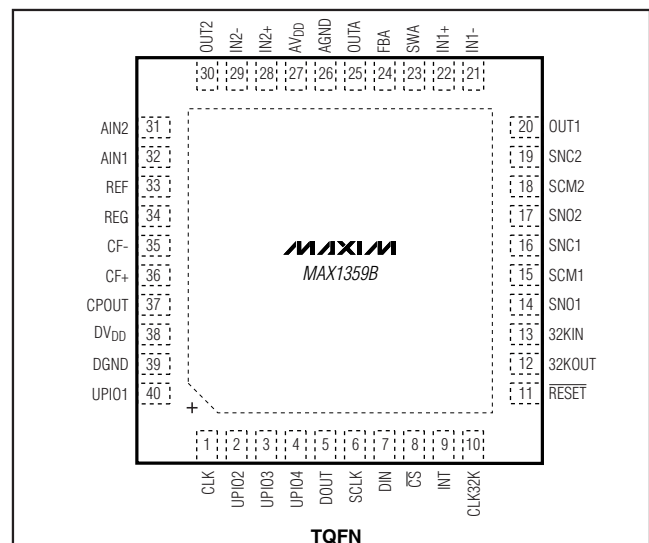 OUT2 IN2- IN2+ AVDD AGND OUTA FBA SWA IN1+ IN1-
30 29 28 27 26 25 24 23 22 21
AIN2 31
AIN1 32
REF 33
REG 34
CF- 35
CF+ 36
CPOUT 37
DVDD 38
DGND 39
UPIO1 40
MAXIM
MAX1359B
20 OUT1
19 SNC2
18 SCM2
17 SNO2
16 SNC1
15 SCM1
14 SNO1
13 32KIN
12 32KOUT
11 RESET
+
1 2 3 4 5 6 7 8 9 10
CLK UPIO2 UPIO3 UPIO4 DOUT SCLK DIN CS INT CLK32K
TQFN